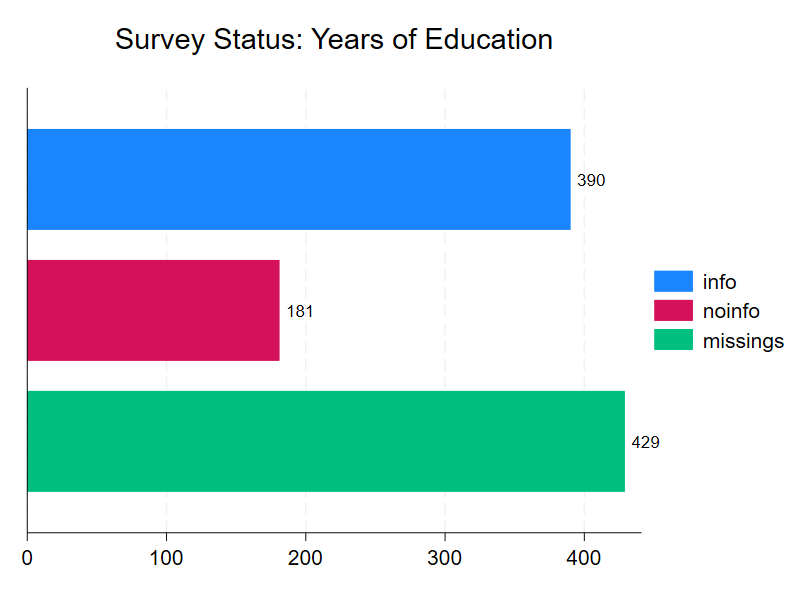 Survey Status: Years of Education
390
181
429
info
noinfo
missings
0 100 200 300 400